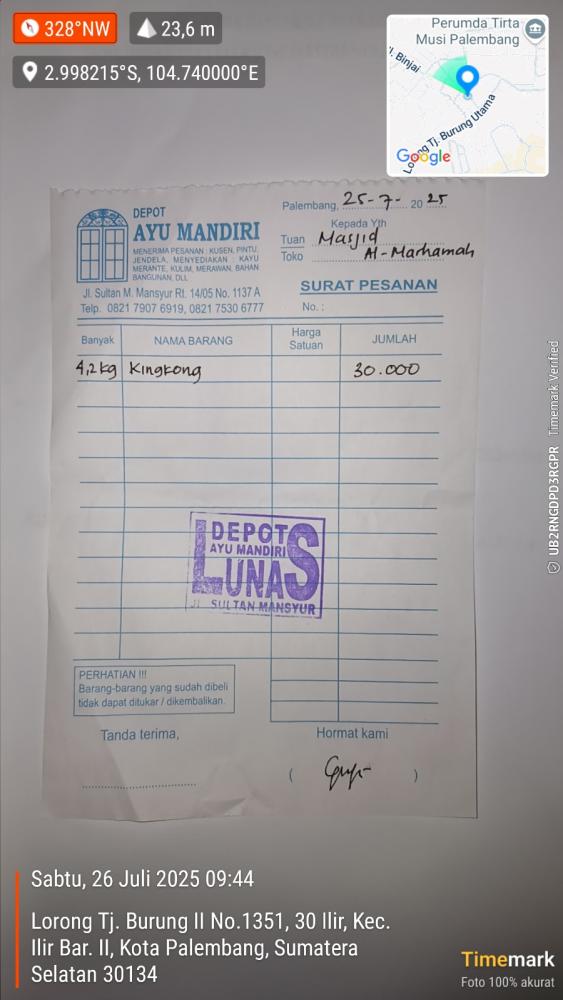 328°NW
23,6 m
2.998215°S, 104.740000°E
Perumda Tirta
Musi Palembang
Jl. Binjai
Lorong Tj. Burung Utama
Google
DEPOT
AYU MANDIRI
MENERIMA PESANAN : KUSEN, PINTU,
JENDELA, MENYEDIAKAN : KAYU
MERANTE, KULIM, MERAWAN, BAHAN
BANGUNAN, DLL
Jl. Sultan M. Mansyur Rt. 14/05 No. 1137 A
Telp. 0821 7907 6919, 0821 7530 6777
Palembang, 25-7- 2025
Kepada Yth
Tuan Masjid
Toko Al-Marhamah
SURAT PESANAN
No. :
Banyak NAMA BARANG Harga Satuan JUMLAH
4,2 kg Kingkong 30.000
DEPOT
AYU MANDIRI
LUNAS
Jl SULTAN MANSYUR
PERHATIAN !!!
Barang-barang yang sudah dibeli
tidak dapat ditukar / dikembalikan.
Tanda terima,
Hormat kami
UB2RNGDPD3RGPR Timemark Verified
Sabtu, 26 Juli 2025 09:44
Lorong Tj. Burung II No.1351, 30 Ilir, Kec.
Ilir Bar. II, Kota Palembang, Sumatera
Selatan 30134
Timemark
Foto 100% akurat